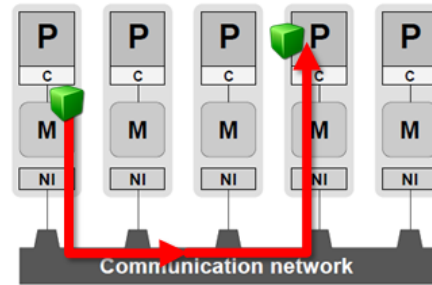 P P P P P
C C C C C
M M M M M
NI NI NI NI NI
Communication network